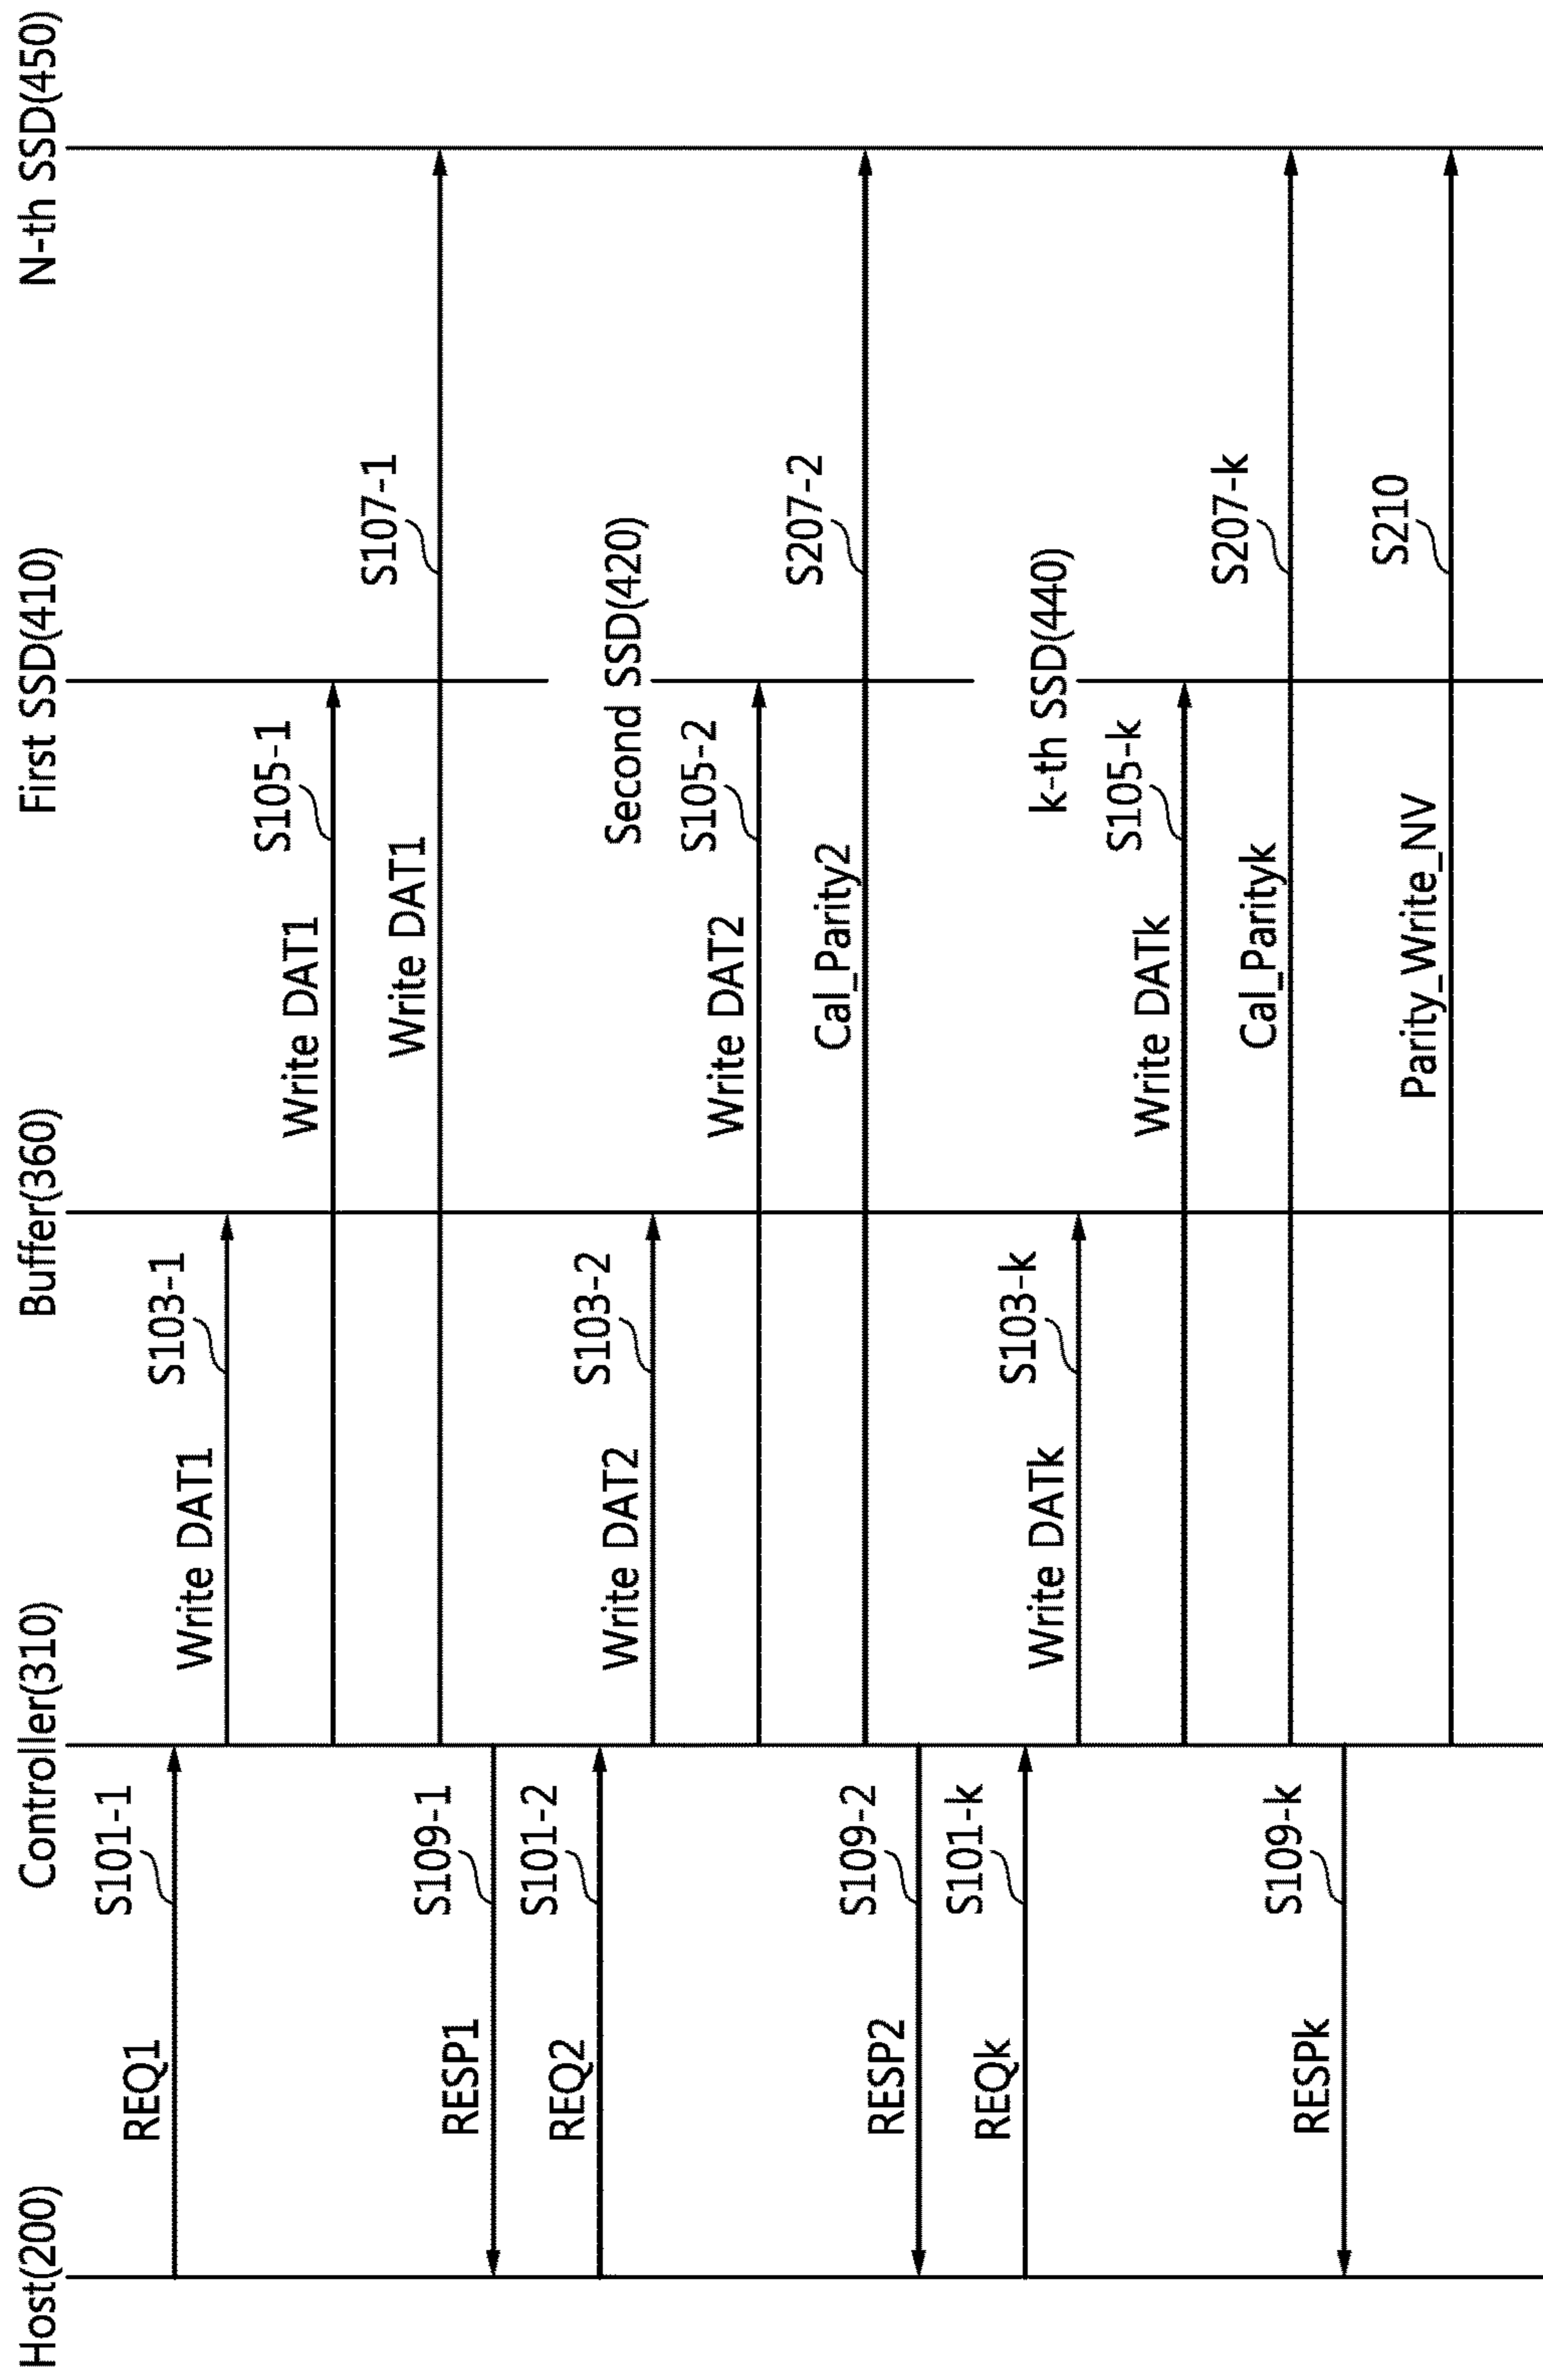 Host(200)
Controller(310)
Buffer(360)
First SSD(410)
N-th SSD(450)
S101-1
REQ1
S103-1
Write DAT1
S105-1
Write DAT1
S107-1
Write DAT1
S109-1
RESP1
S101-2
REQ2
Second SSD(420)
S103-2
Write DAT2
S105-2
Write DAT2
S207-2
Cal_Parity2
S109-2
RESP2
S101-k
REQk
k-th SSD(440)
S103-k
Write DATk
S105-k
Write DATk
S207-k
Cal_Parityk
S109-k
RESPk
S210
Parity_Write_NV